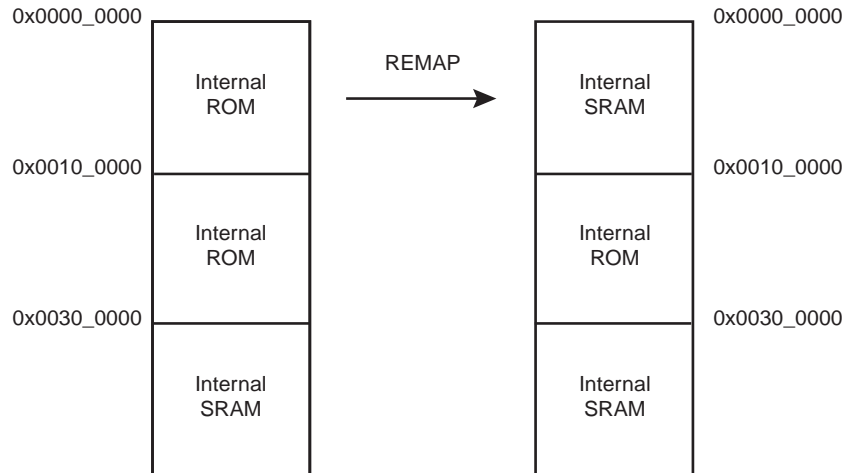 0x0000_0000
0x0000_0000
REMAP
Internal
ROM
Internal
SRAM
0x0010_0000
0x0010_0000
Internal
ROM
Internal
ROM
0x0030_0000
0x0030_0000
Internal
SRAM
Internal
SRAM